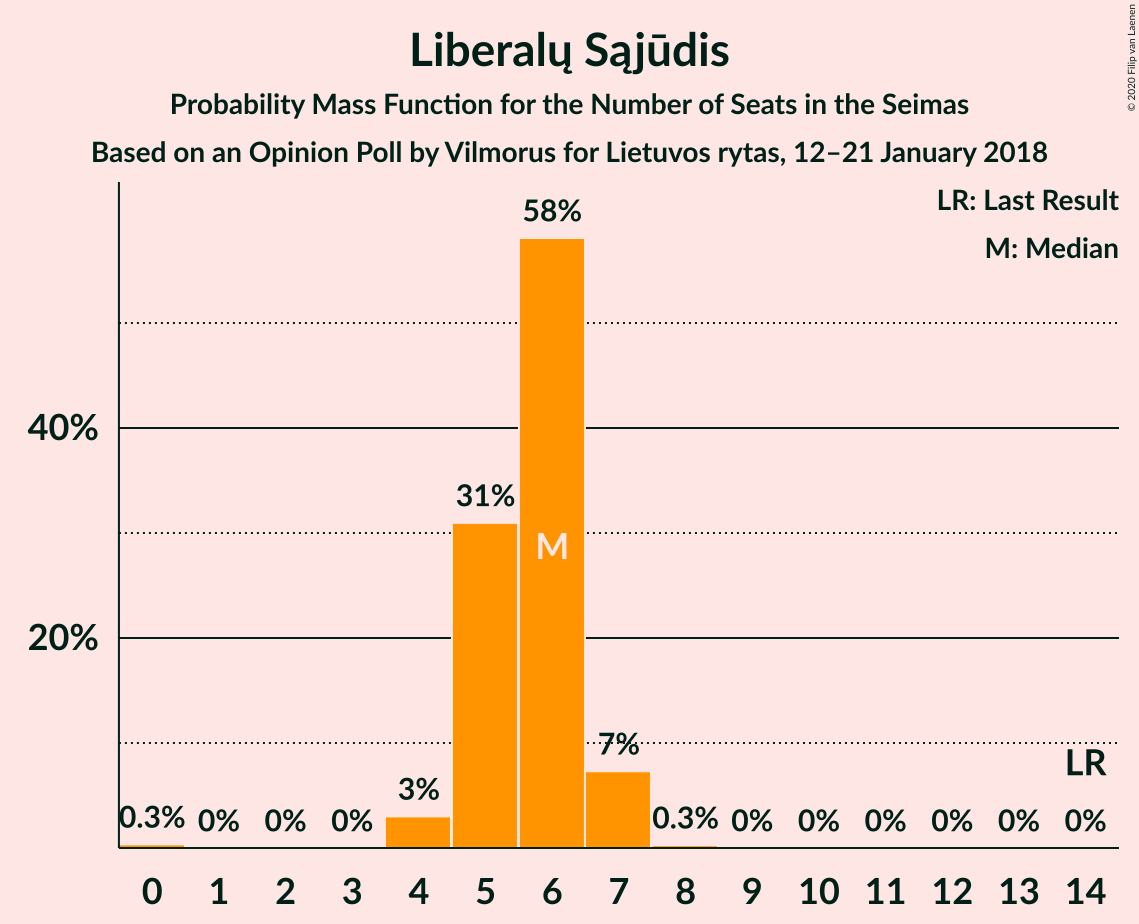 Liberalų Sąjūdis
Probability Mass Function for the Number of Seats in the Seimas
Based on an Opinion Poll by Vilmorus for Lietuvos rytas, 12–21 January 2018
© 2020 Filip van Laenen
LR: Last Result
M: Median
58%
40%
31%
M
20%
7%
LR
3%
0.3% 0% 0% 0% 0.3% 0% 0% 0% 0% 0% 0%
0 1 2 3 4 5 6 7 8 9 10 11 12 13 14